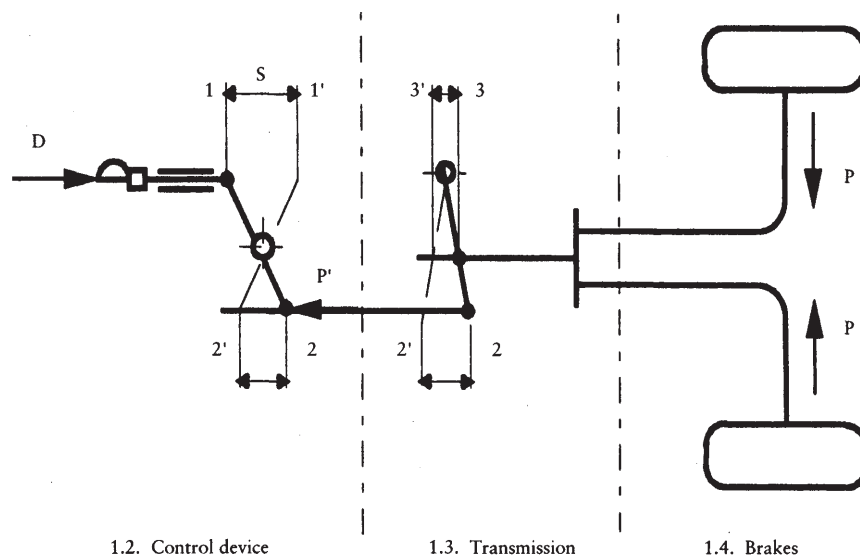 S
1 1' 3' 3
D
P
P'
P
2' 2 2' 2
1.2. Control device 1.3. Transmission 1.4. Brakes